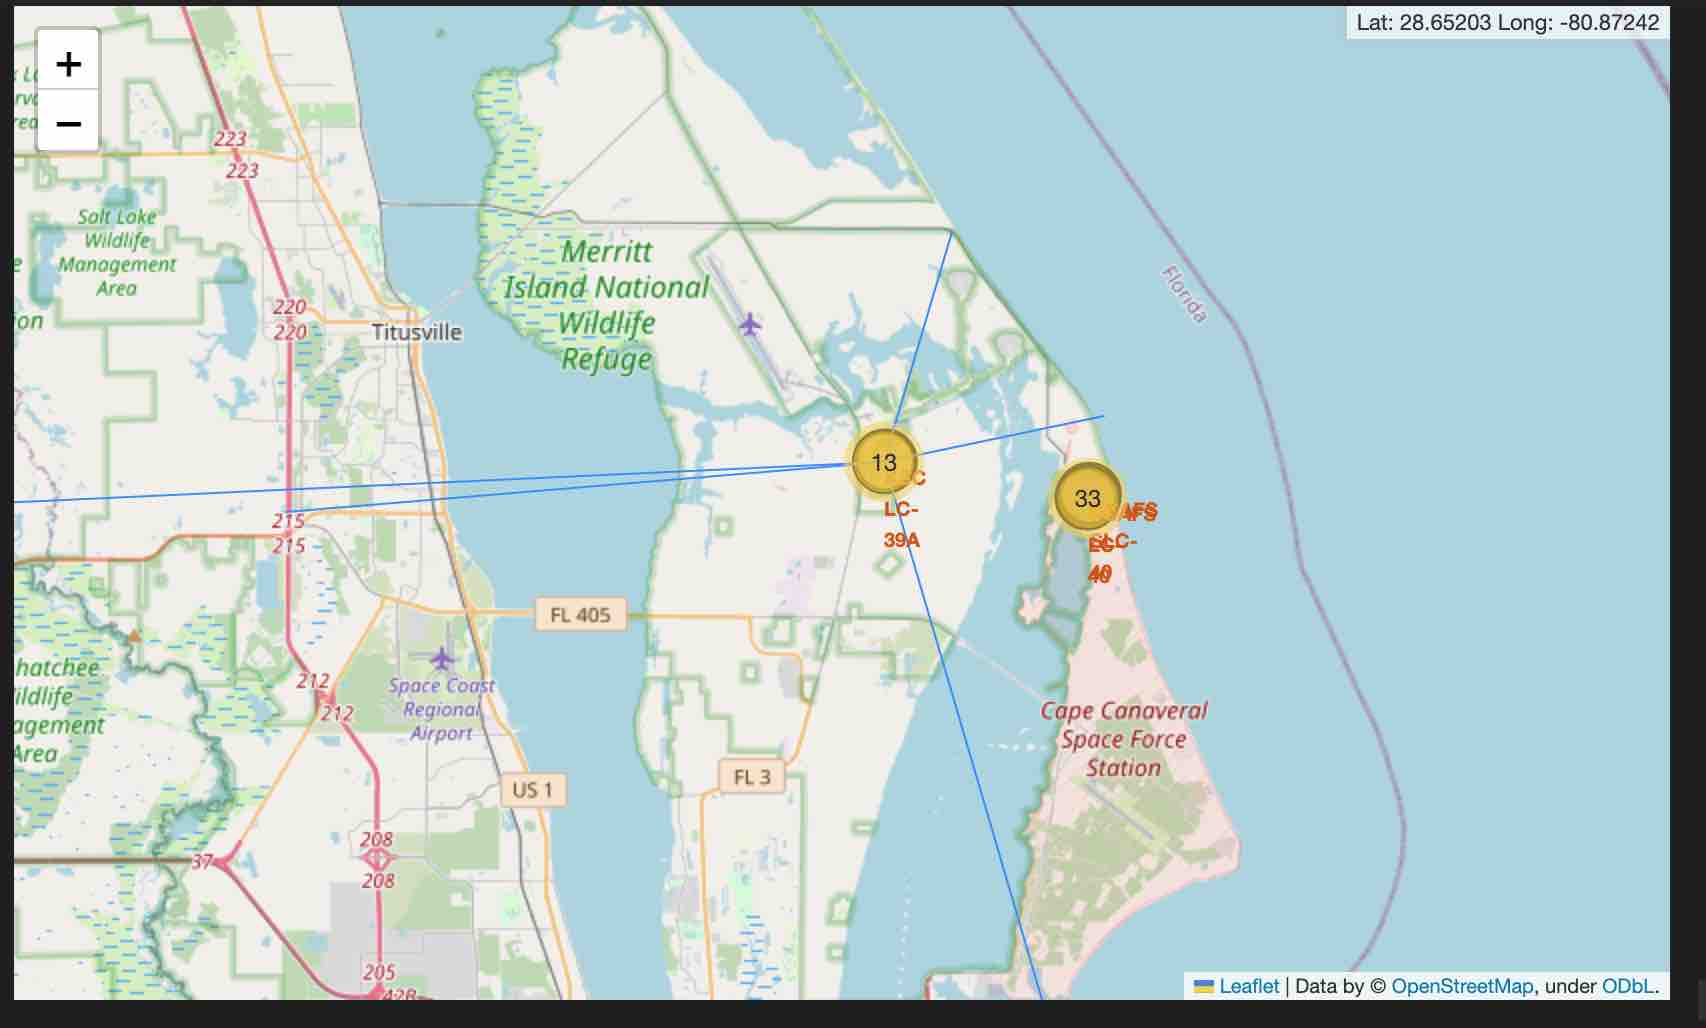 Lat: 28.65203 Long: -80.87242
+
−
223
223
Salt Lake
Wildlife
Management
Area
220
220
Titusville
Merritt
Island National
Wildlife
Refuge
Florida
13
LC-
39A
33
40
215
215
FL 405
212
212
Space Coast
Regional
Airport
Cape Canaveral
Space Force
Station
US 1
FL 3
208
208
37
205
Area
Leaflet | Data by © OpenStreetMap, under ODbL.